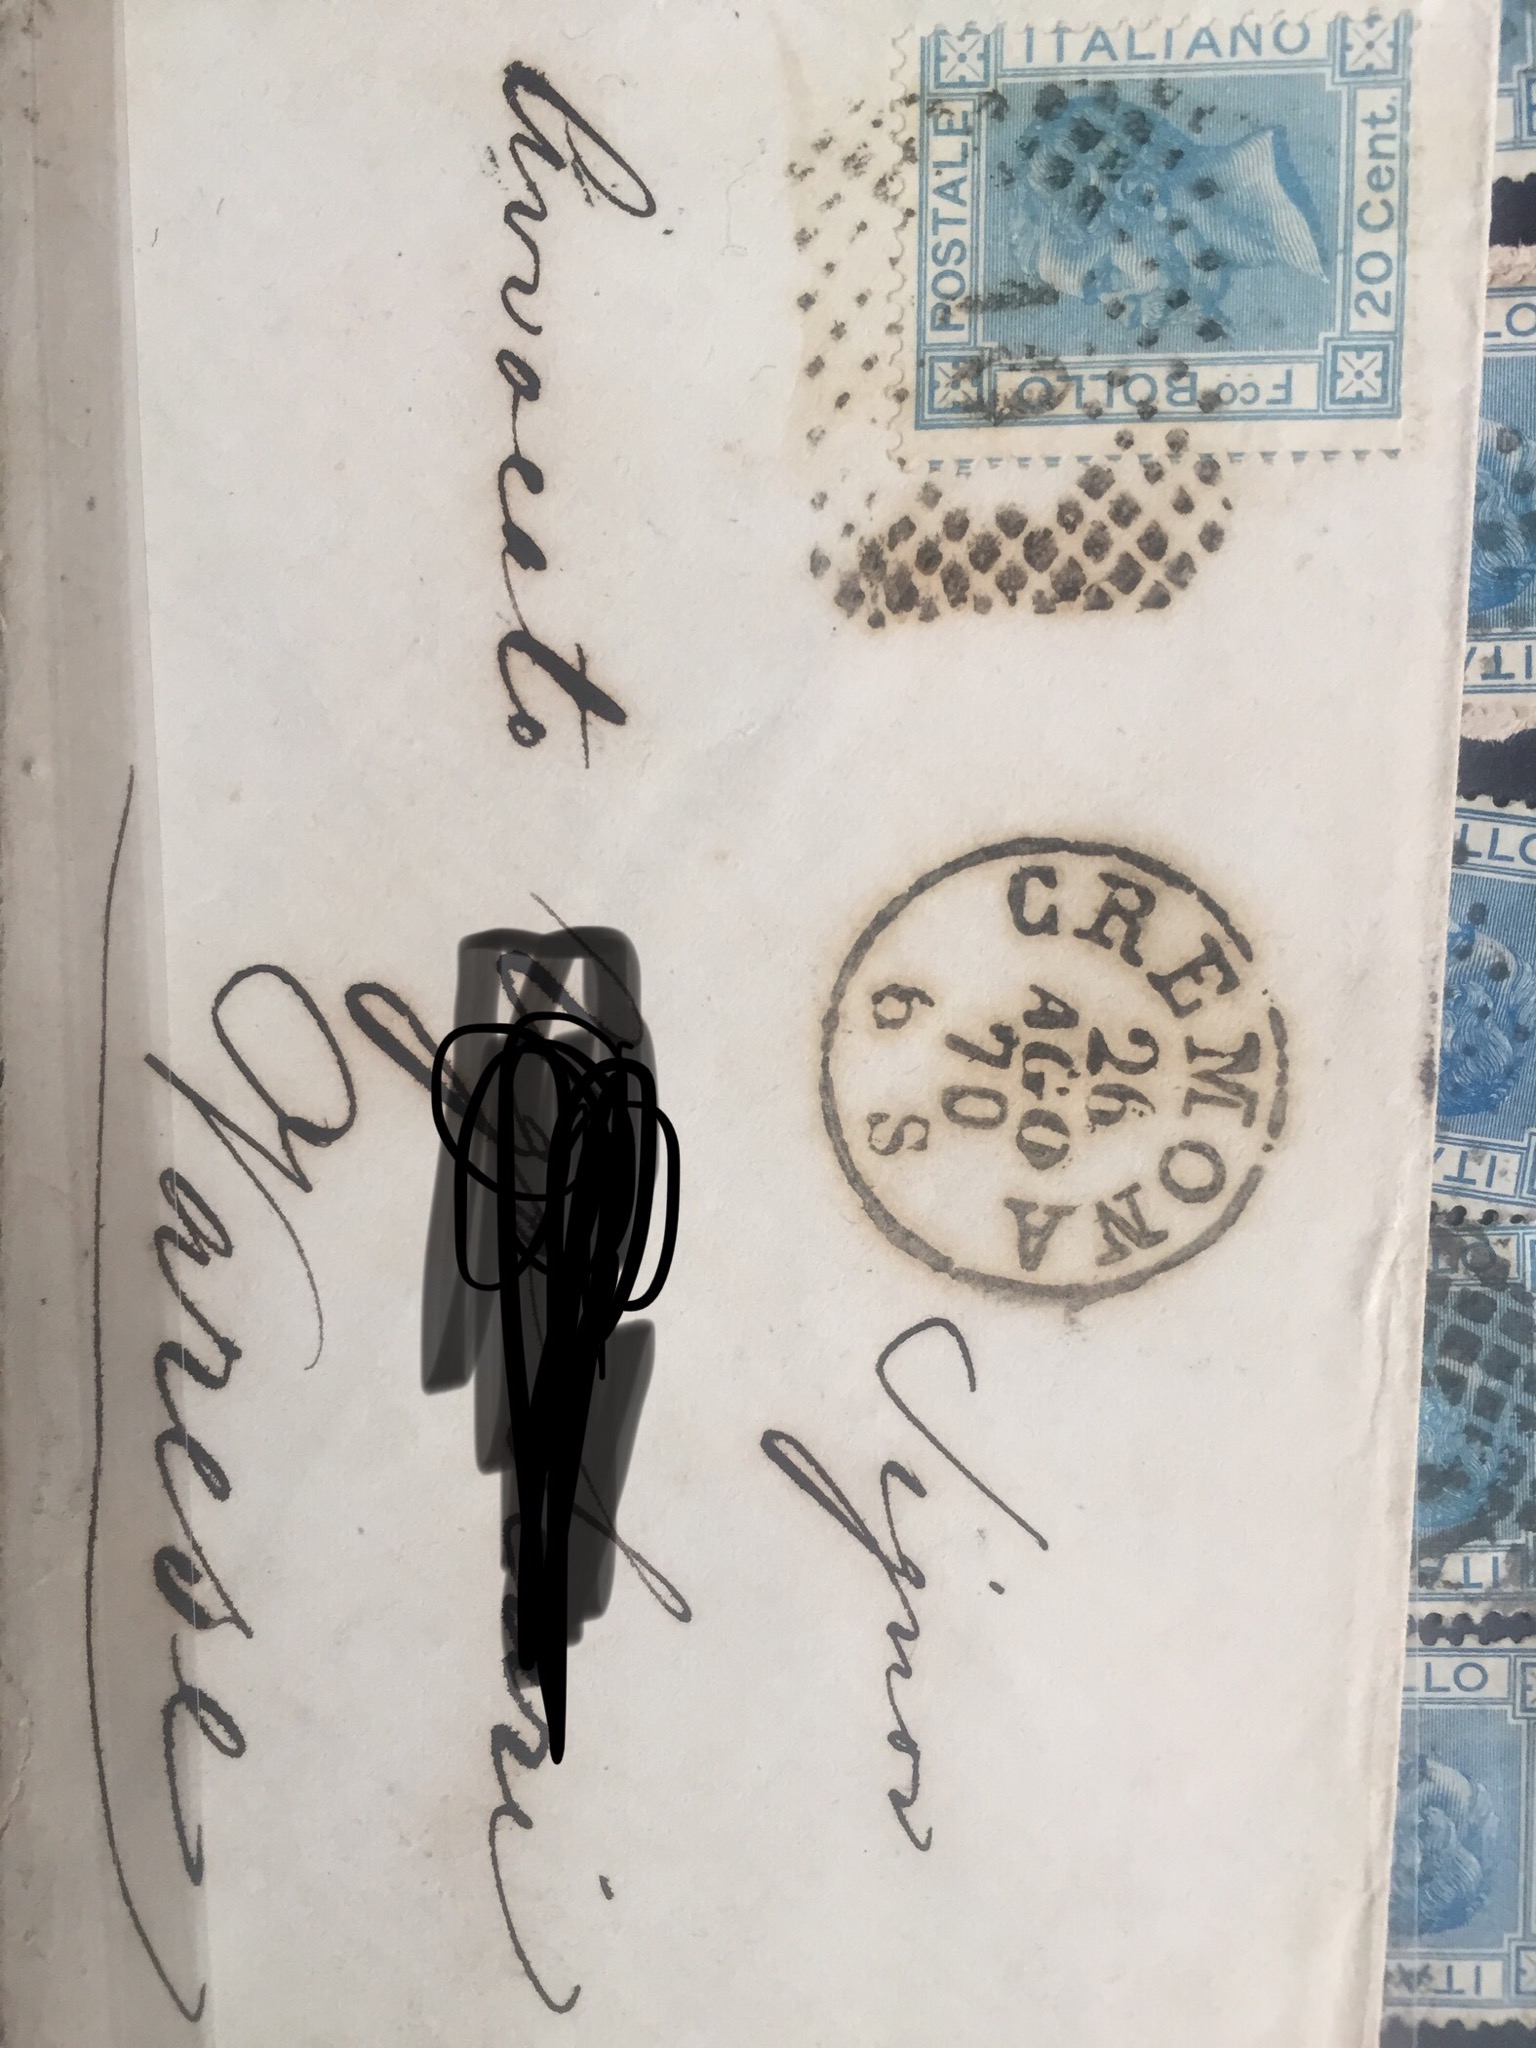 Fco BOLLO
POSTALE
ITALIANO
20 Cent.
CREMONA
26
AGO
70
6 S
Signor
Avvocato
Varese